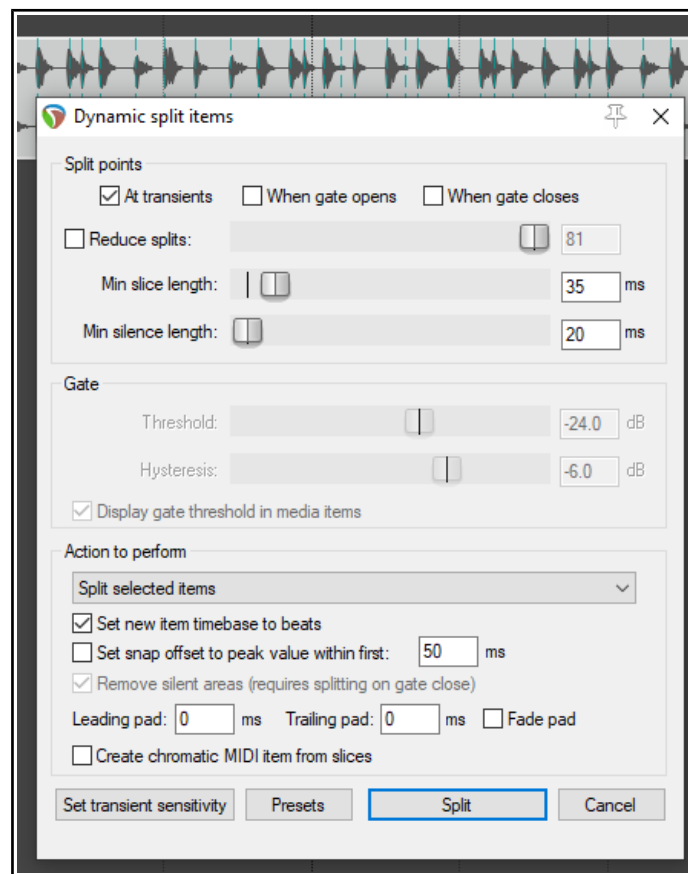 Dynamic split items
Split points
At transients When gate opens When gate closes
Reduce splits: 81
Min slice length: 35 ms
Min silence length: 20 ms
Gate
Threshold: -24.0 dB
Hysteresis: -6.0 dB
Display gate threshold in media items
Action to perform
Split selected items
Set new item timebase to beats
Set snap offset to peak value within first: 50 ms
Remove silent areas (requires splitting on gate close)
Leading pad: 0 ms Trailing pad: 0 ms Fade pad
Create chromatic MIDI item from slices
Set transient sensitivity Presets Split Cancel